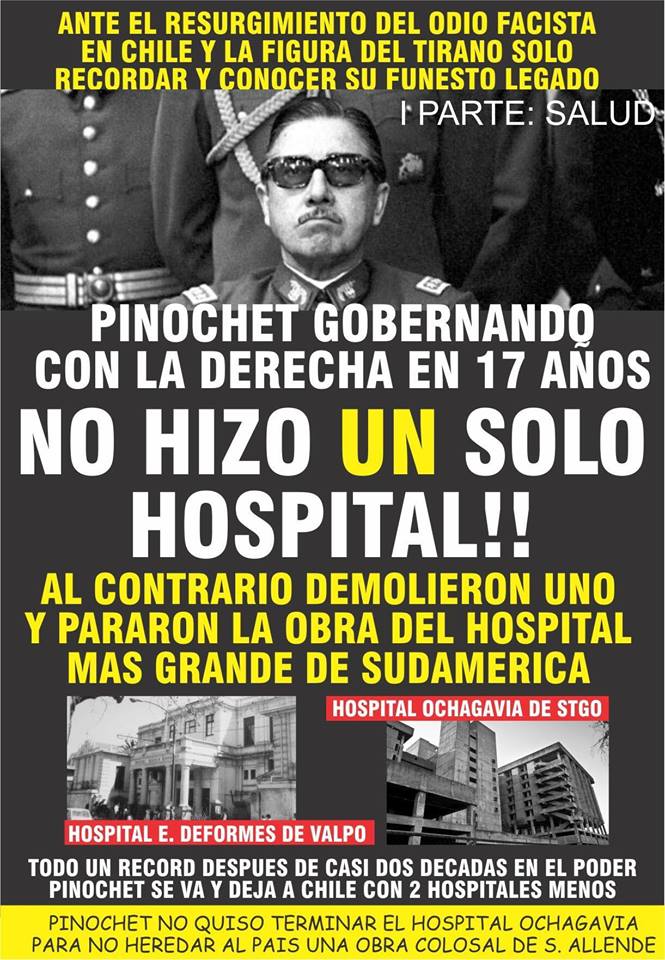 ANTE EL RESURGIMIENTO DEL ODIO FACISTA
EN CHILE Y LA FIGURA DEL TIRANO SOLO
RECORDAR Y CONOCER SU FUNESTO LEGADO
I PARTE: SALUD
PINOCHET GOBERNANDO
CON LA DERECHA EN 17 AÑOS
NO HIZO UN SOLO
HOSPITAL!!
AL CONTRARIO DEMOLIERON UNO
Y PARARON LA OBRA DEL HOSPITAL
MAS GRANDE DE SUDAMERICA
HOSPITAL OCHAGAVIA DE STGO
HOSPITAL E. DEFORMES DE VALPO
TODO UN RECORD DESPUES DE CASI DOS DECADAS EN EL PODER
PINOCHET SE VA Y DEJA A CHILE CON 2 HOSPITALES MENOS
PINOCHET NO QUISO TERMINAR EL HOSPITAL OCHAGAVIA
PARA NO HEREDAR AL PAIS UNA OBRA COLOSAL DE S. ALLENDE